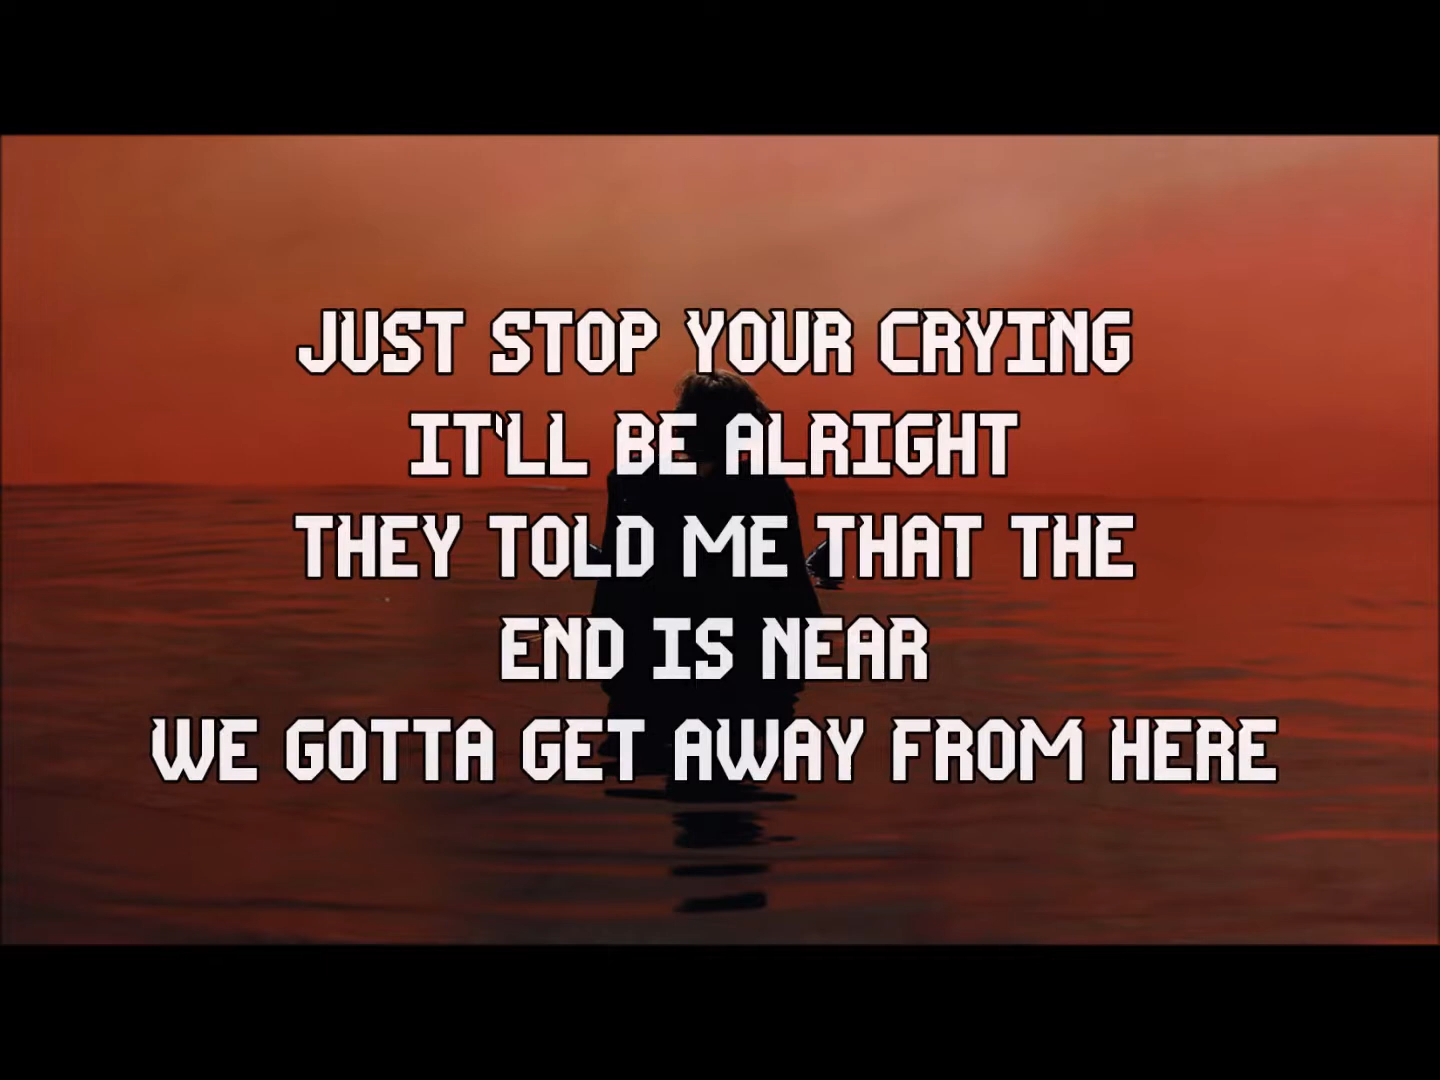 JUST STOP YOUR CRYING
IT'LL BE ALRIGHT
THEY TOLD ME THAT THE
END IS NEAR
WE GOTTA GET AWAY FROM HERE